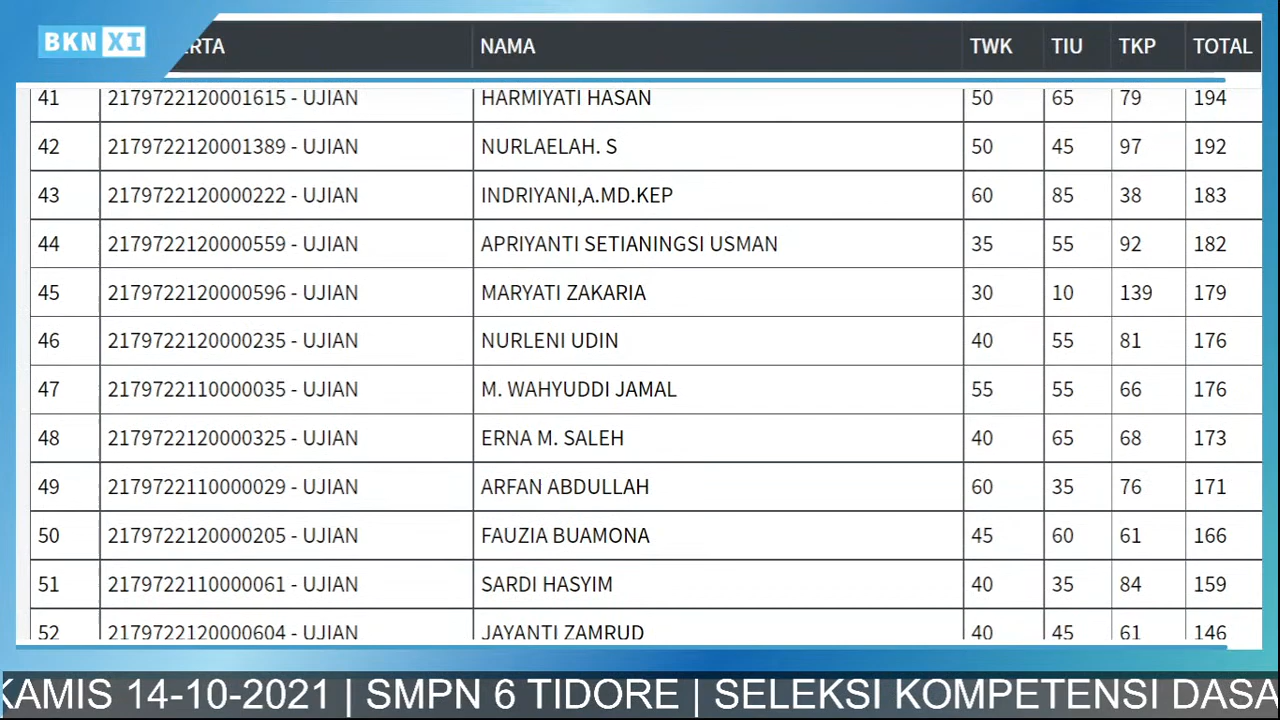 BKN XI
ERTA NAMA TWK TIU TKP TOTAL
41 2179722120001615 - UJIAN HARMIYATI HASAN 50 65 79 194
42 2179722120001389 - UJIAN NURLAELAH. S 50 45 97 192
43 2179722120000222 - UJIAN INDRIYANI,A.MD.KEP 60 85 38 183
44 2179722120000559 - UJIAN APRIYANTI SETIANINGSI USMAN 35 55 92 182
45 2179722120000596 - UJIAN MARYATI ZAKARIA 30 10 139 179
46 2179722120000235 - UJIAN NURLENI UDIN 40 55 81 176
47 2179722110000035 - UJIAN M. WAHYUDDI JAMAL 55 55 66 176
48 2179722120000325 - UJIAN ERNA M. SALEH 40 65 68 173
49 2179722110000029 - UJIAN ARFAN ABDULLAH 60 35 76 171
50 2179722120000205 - UJIAN FAUZIA BUAMONA 45 60 61 166
51 2179722110000061 - UJIAN SARDI HASYIM 40 35 84 159
52 2179722120000604 - UJIAN JAYANTI ZAMRUD 40 45 61 146
KAMIS 14-10-2021 | SMPN 6 TIDORE | SELEKSI KOMPETENSI DASA